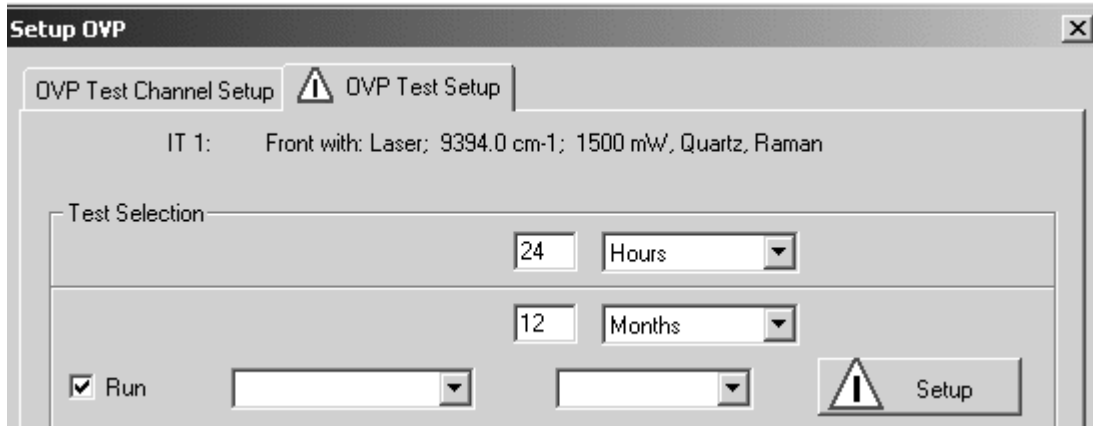 Setup OVP
OVP Test Channel Setup OVP Test Setup
IT 1: Front with: Laser; 9394.0 cm-1; 1500 mW, Quartz, Raman
Test Selection
24 Hours
12 Months
Run Setup